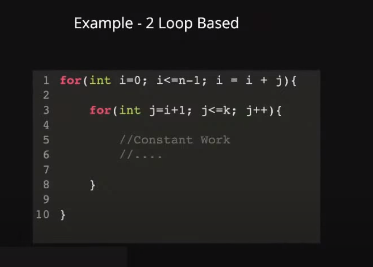 Example - 2 Loop Based
1 for(int i=0; i<=n-1; i = i + j){
2
3 for(int j=i+1; j<=k; j++){
4
5 //Constant Work
6 //....
7
8 }
9
10 }